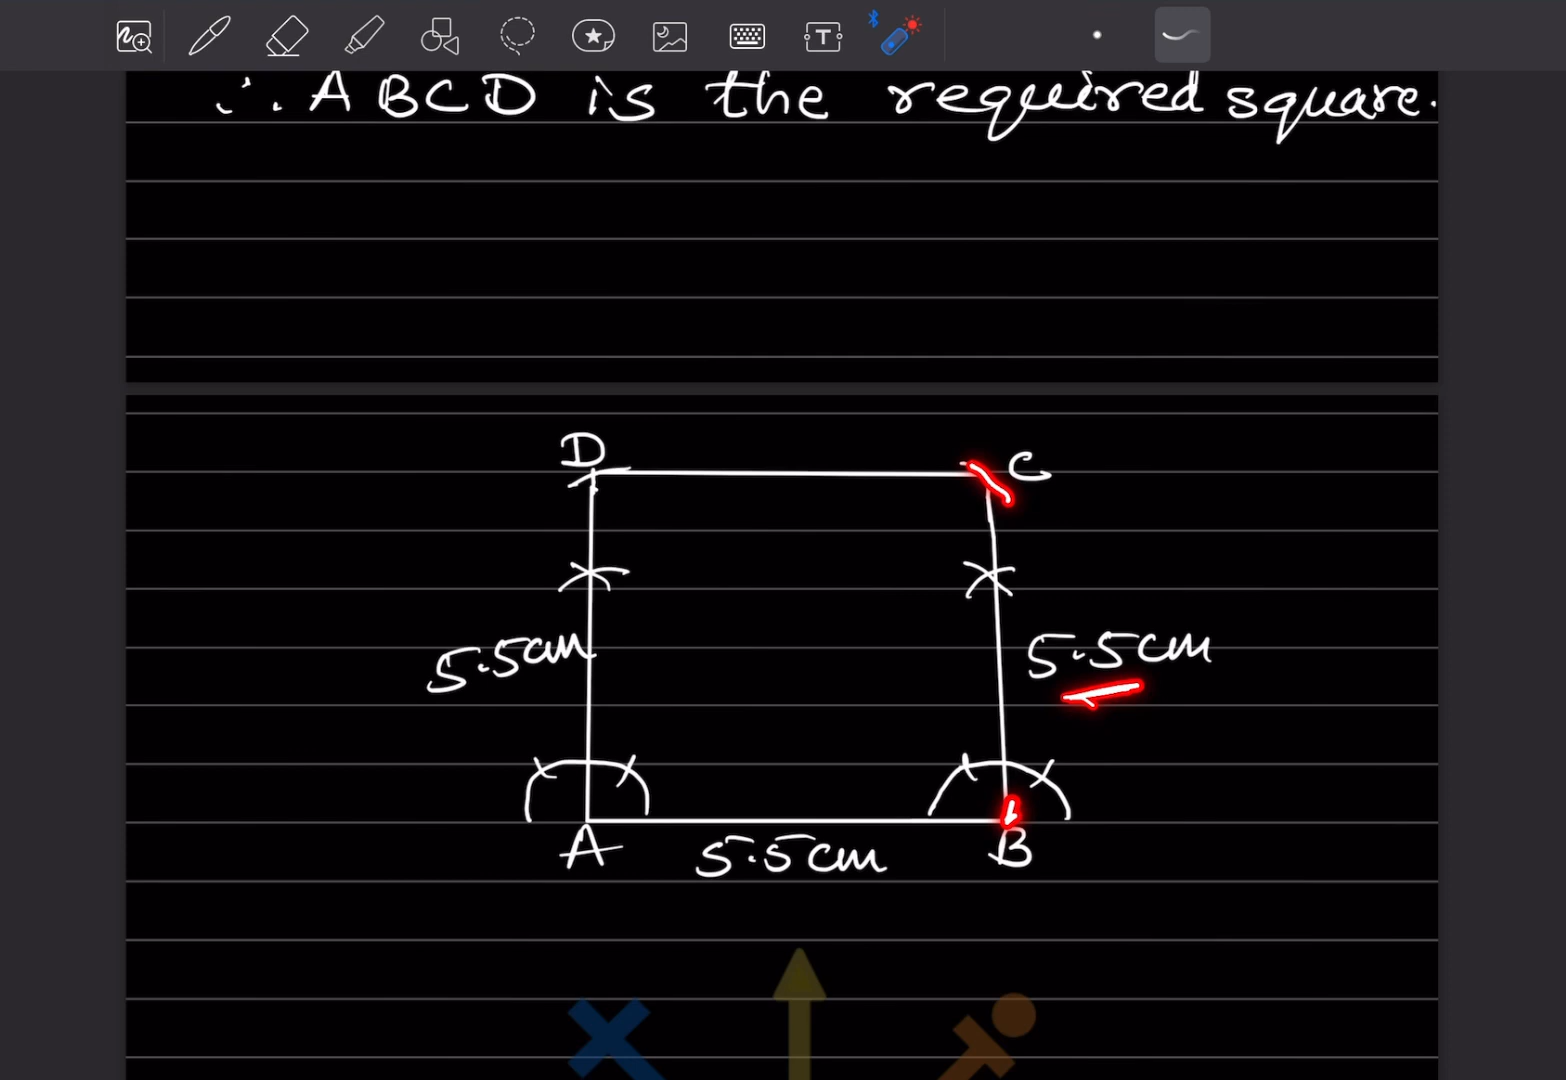 ∴ ABCD is the required square.
D C
5.5cm 5.5cm
A 5.5cm B